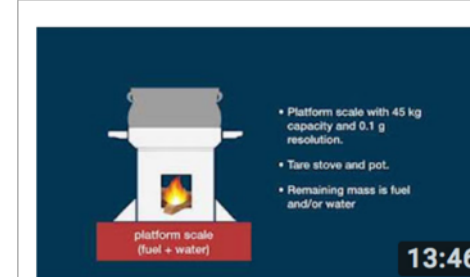 • Platform scale with 45 kg
capacity and 0.1 g
resolution.
• Tare stove and pot.
• Remaining mass is fuel
and/or water
platform scale
(fuel + water)
13:46